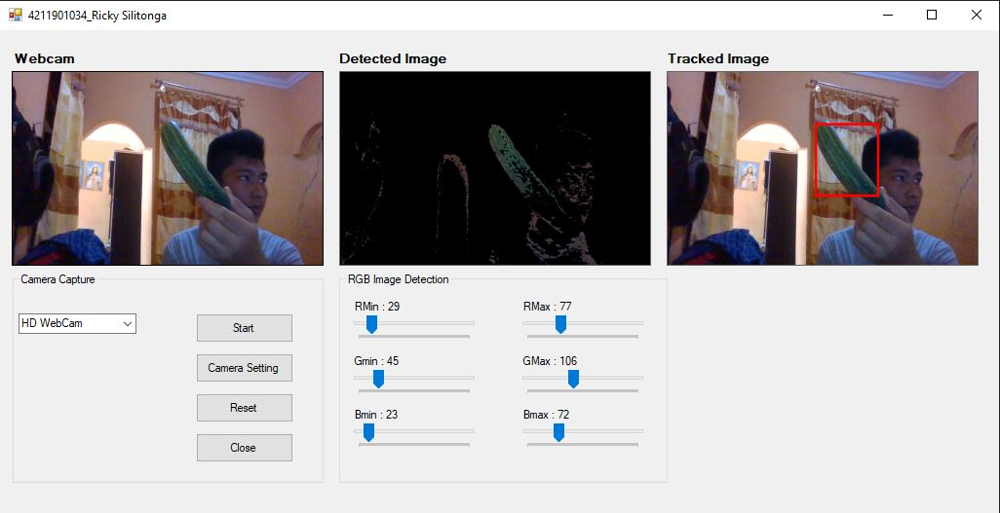 4211901034_Ricky Silitonga
Webcam
Detected Image
Tracked Image
Camera Capture
HD WebCam
Start
Camera Setting
Reset
Close
RGB Image Detection
RMin : 29
RMax : 77
Gmin : 45
GMax : 106
Bmin : 23
Bmax : 72